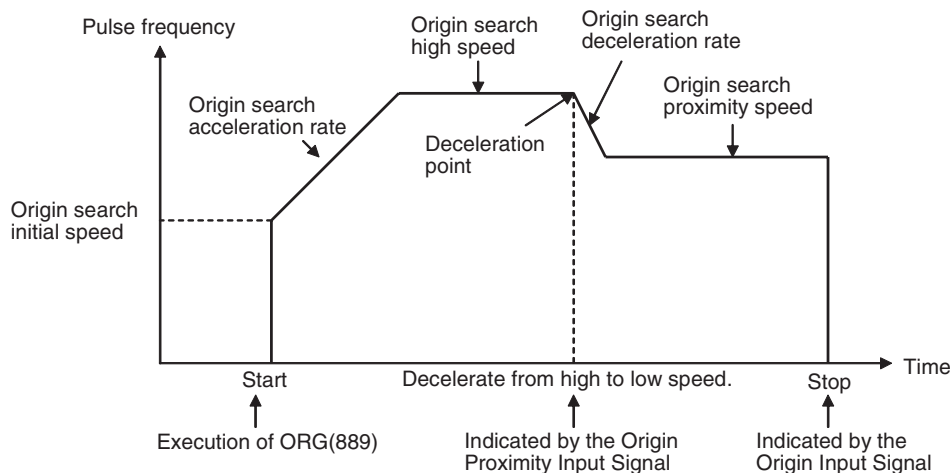 Pulse frequency
Origin search
high speed
Origin search
deceleration rate
Origin search
acceleration rate
Origin search
proximity speed
Deceleration
point
Origin search
initial speed
Time
Start
Decelerate from high to low speed.
Stop
Execution of ORG(889)
Indicated by the Origin
Proximity Input Signal
Indicated by the
Origin Input Signal